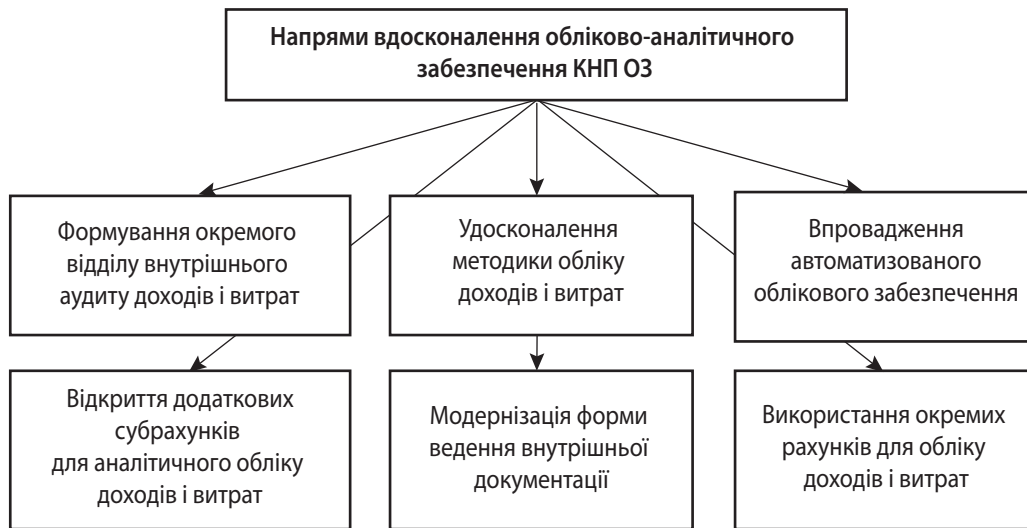 Напрями вдосконалення обліково-аналітичного
забезпечення КНП ОЗ
Формування окремого
відділу внутрішнього
аудиту доходів і витрат
Удосконалення
методики обліку
доходів і витрат
Впровадження
автоматизованого
облікового забезпечення
Відкриття додаткових
субрахунків
для аналітичного обліку
доходів і витрат
Модернізація форми
ведення внутрішньої
документації
Використання окремих
рахунків для обліку
доходів і витрат